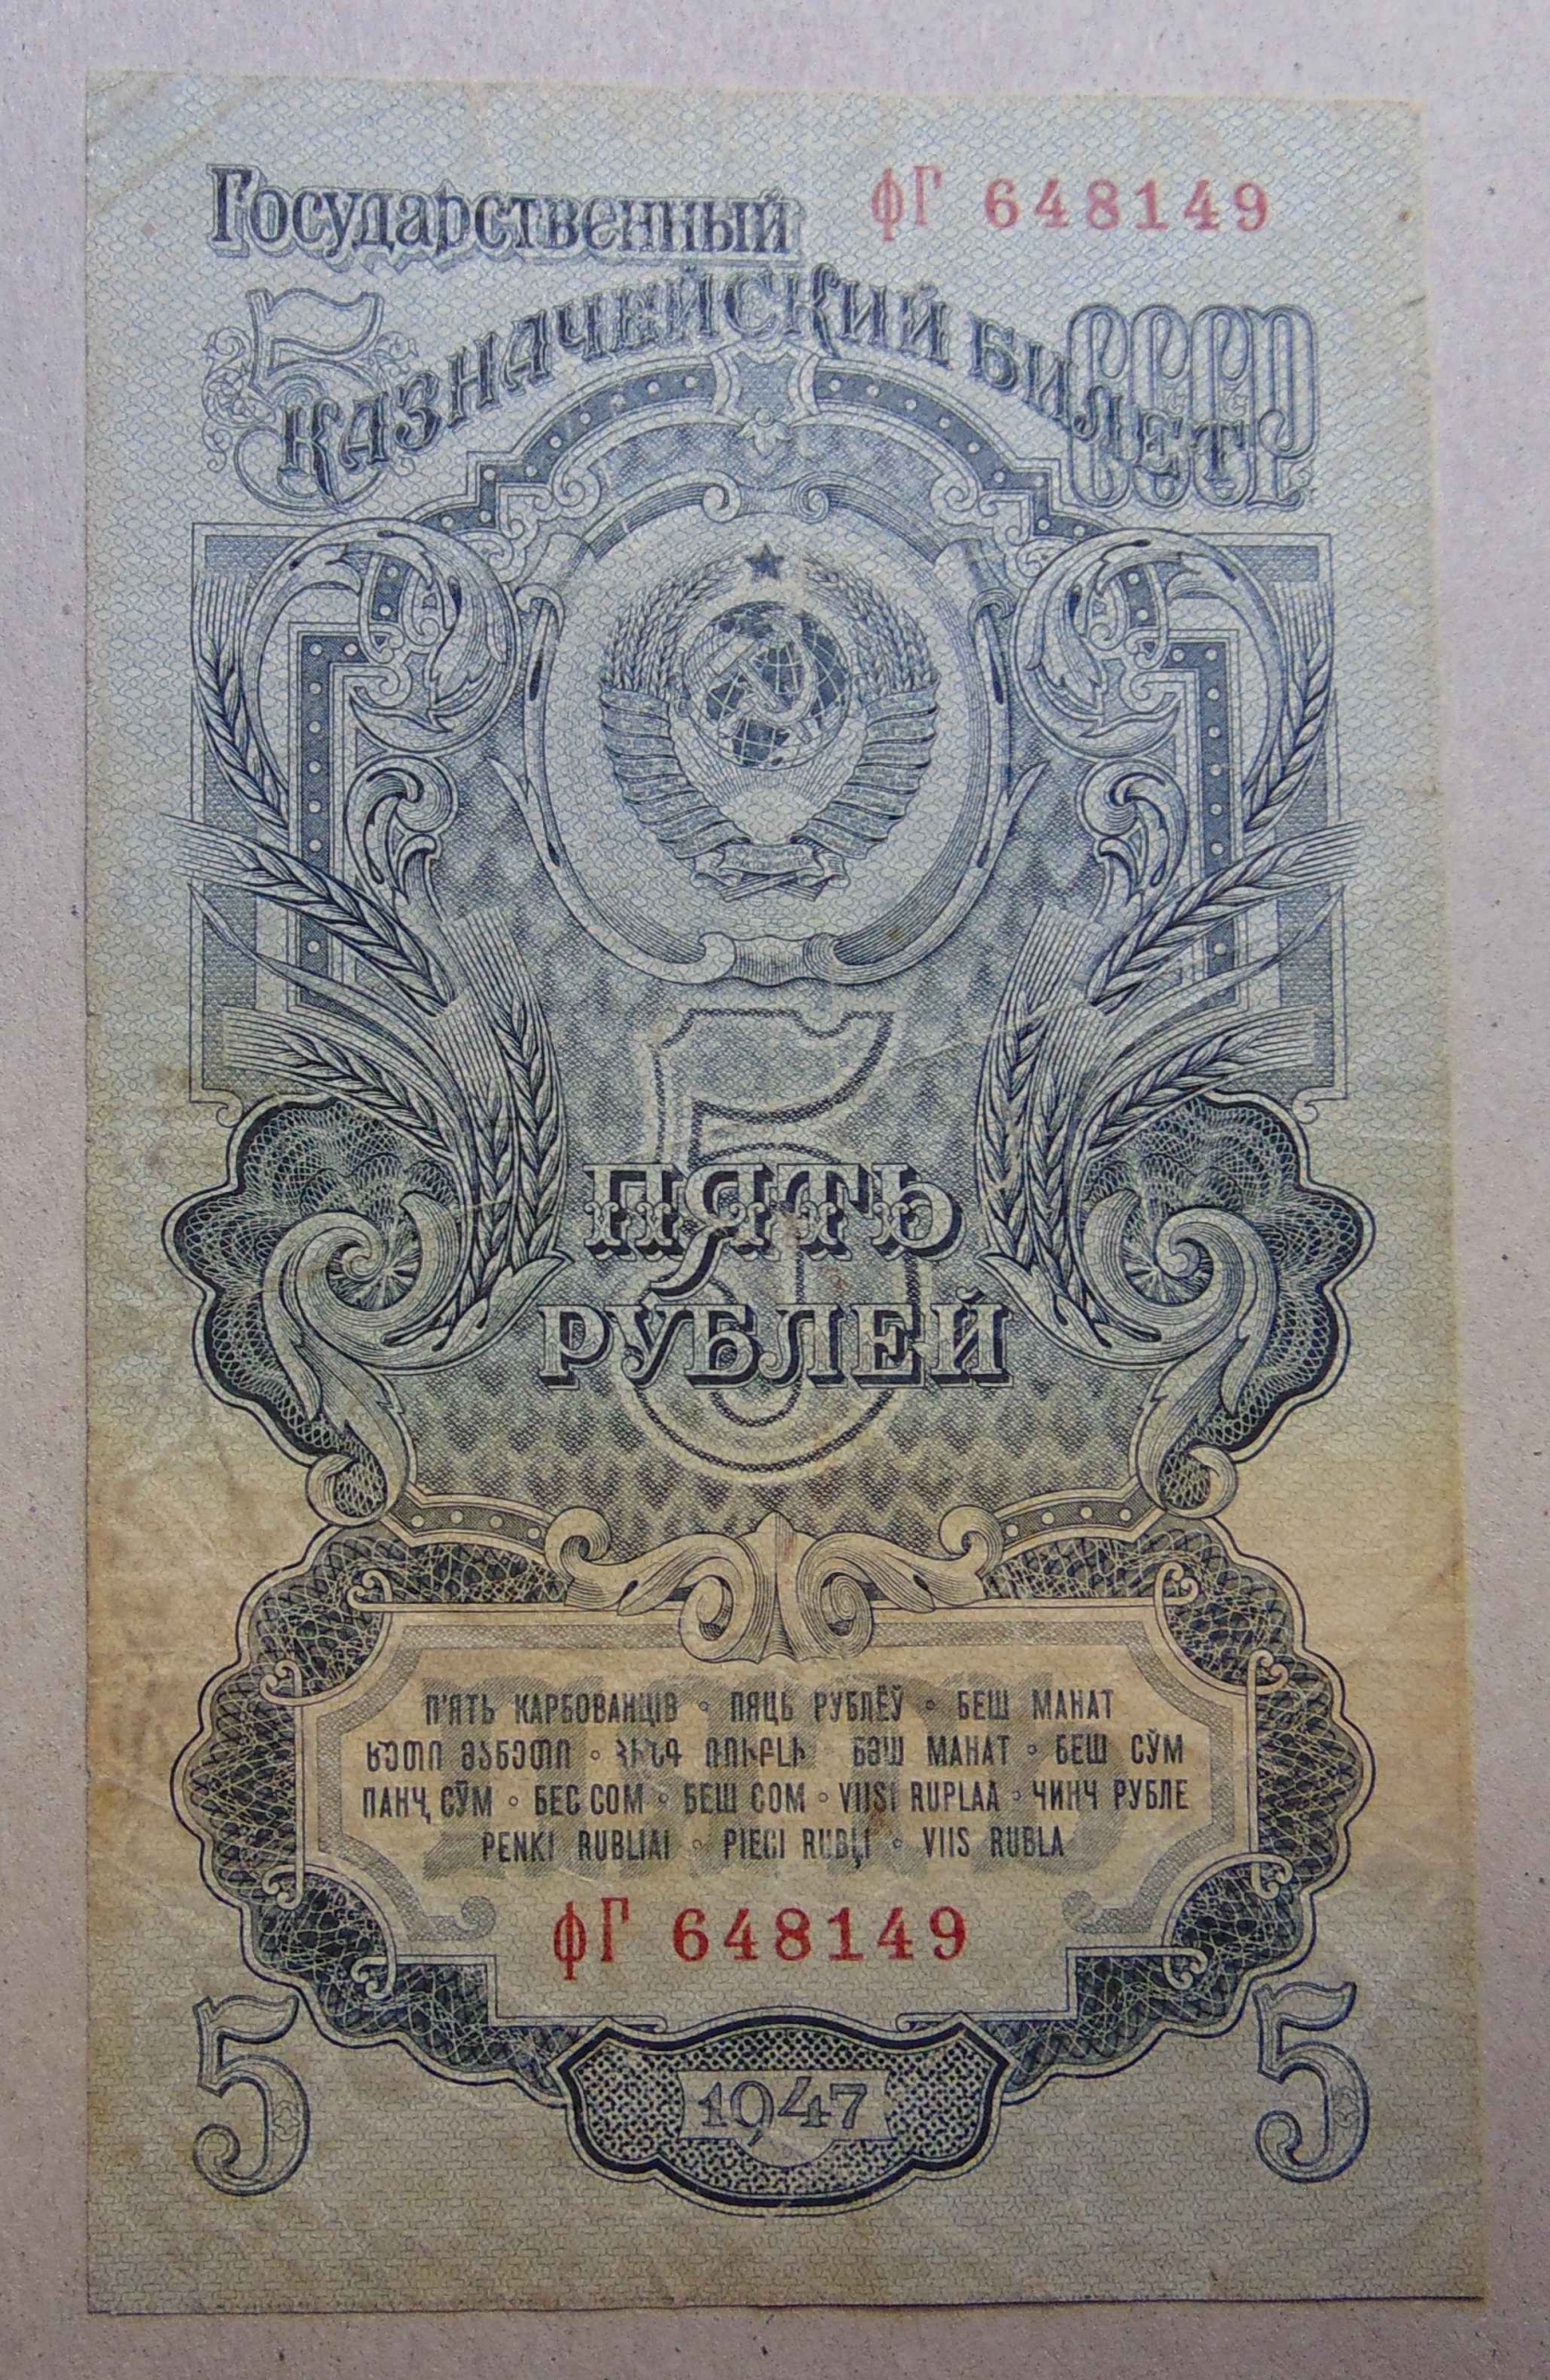 Государственный фГ 648149
5 КАЗНАЧЕЙСКИЙ БИЛЕТ СССР
5
ПЯТЬ
РУБЛЕЙ
П'ЯТЬ КАРБОВАНЦІВ ◦ ПЯЦЬ РУБЛЁЎ ◦ БЕШ МАНАТ
ხუთი მანეთი ◦ ՀԻՆԳ ՌՈՒԲԼԻ ◦ БӘШ МАНАТ ◦ БЕШ СЎМ
ПАНҶ СӮМ ◦ БЕС СОМ ◦ БЕШ СОМ ◦ VIISI RUPLAA ◦ ЧИНЧ РУБЛЕ
PENKI RUBLIAI ◦ PIECI RUBĻI ◦ VIIS RUBLA
фГ 648149
5 1947 5